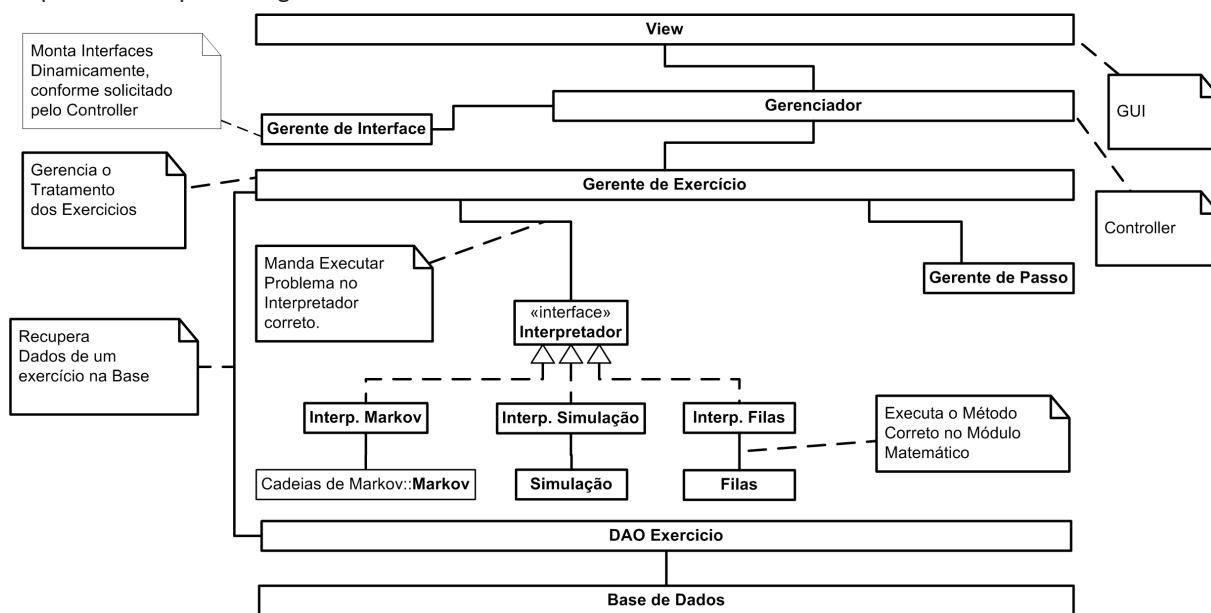 View
Monta Interfaces
Dinamicamente,
conforme solicitado
pelo Controller
Gerenciador
GUI
Gerente de Interface
Gerencia o
Tratamento
dos Exercicios
Gerente de Exercício
Controller
Manda Executar
Problema no
Interpretador
correto.
Gerente de Passo
«interface»
Interpretador
Recupera
Dados de um
exercício na Base
Interp. Markov
Interp. Simulação
Interp. Filas
Executa o Método
Correto no Módulo
Matemático
Cadeias de Markov::Markov
Simulação
Filas
DAO Exercicio
Base de Dados